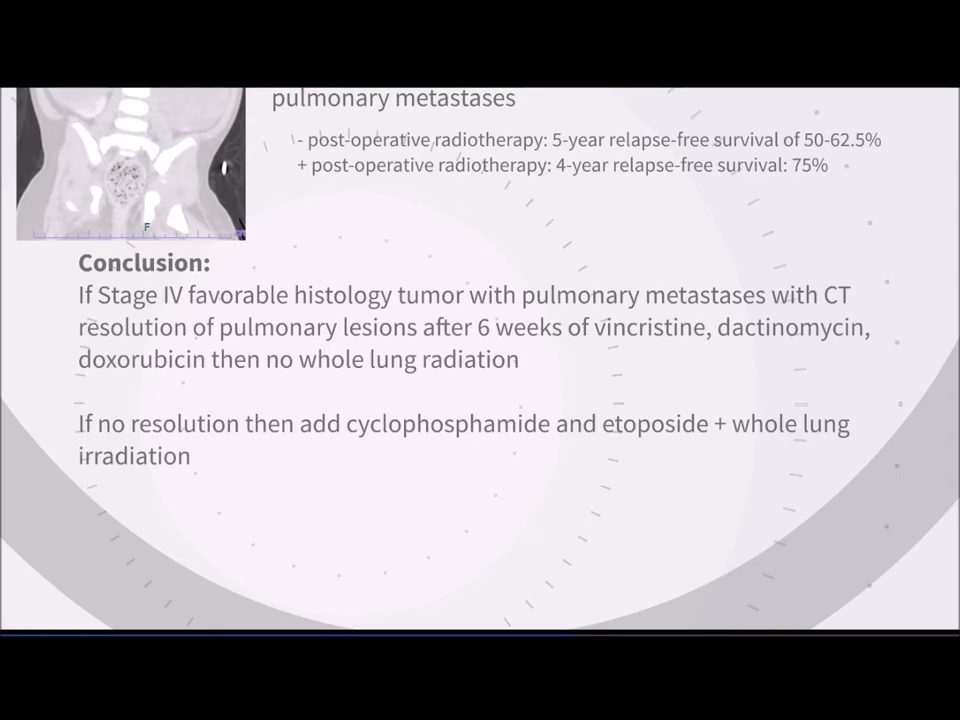 pulmonary metastases
- post-operative radiotherapy: 5-year relapse-free survival of 50-62.5%
+ post-operative radiotherapy: 4-year relapse-free survival: 75%
F
Conclusion:
If Stage IV favorable histology tumor with pulmonary metastases with CT
resolution of pulmonary lesions after 6 weeks of vincristine, dactinomycin,
doxorubicin then no whole lung radiation
If no resolution then add cyclophosphamide and etoposide + whole lung
irradiation